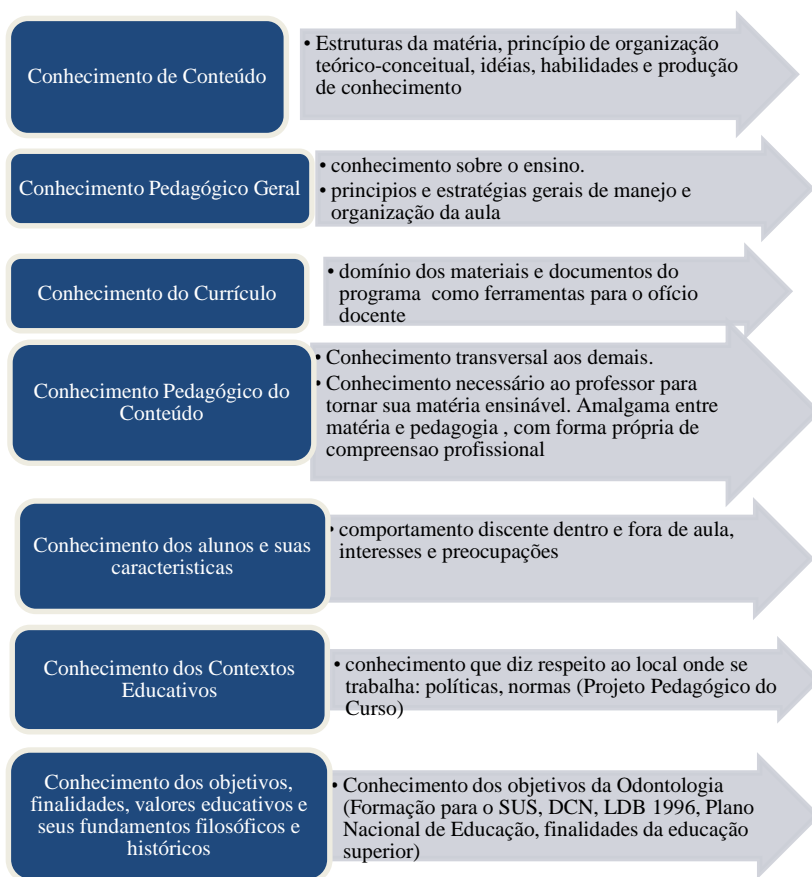 Conhecimento de Conteúdo
• Estruturas da matéria, princípio de organização
teórico-conceitual, idéias, habilidades e produção
de conhecimento
Conhecimento Pedagógico Geral
• conhecimento sobre o ensino.
• principios e estratégias gerais de manejo e
organização da aula
Conhecimento do Currículo
• domínio dos materiais e documentos do
programa como ferramentas para o ofício
docente
Conhecimento Pedagógico do
Conteúdo
• Conhecimento transversal aos demais.
• Conhecimento necessário ao professor para
tornar sua matéria ensinável. Amalgama entre
matéria e pedagogia , com forma própria de
compreensao profissional
Conhecimento dos alunos e suas
caracteristicas
• comportamento discente dentro e fora de aula,
interesses e preocupações
Conhecimento dos Contextos
Educativos
• conhecimento que diz respeito ao local onde se
trabalha: políticas, normas (Projeto Pedagógico do
Curso)
Conhecimento dos objetivos,
finalidades, valores educativos e
seus fundamentos filosóficos e
históricos
• Conhecimento dos objetivos da Odontologia
(Formação para o SUS, DCN, LDB 1996, Plano
Nacional de Educação, finalidades da educação
superior)